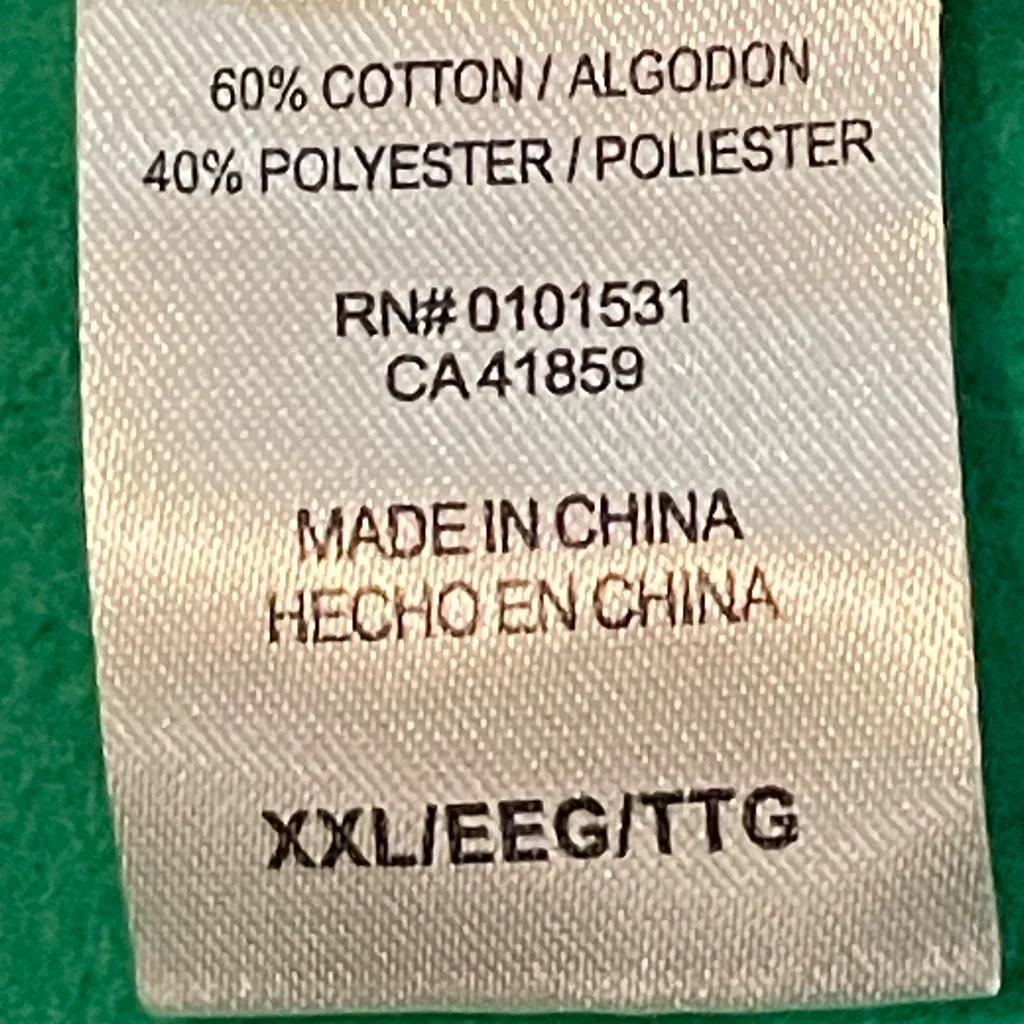 60% COTTON / ALGODON
40% POLYESTER / POLIESTER
RN# 0101531
CA 41859
MADE IN CHINA
HECHO EN CHINA
XXL/EEG/TTG